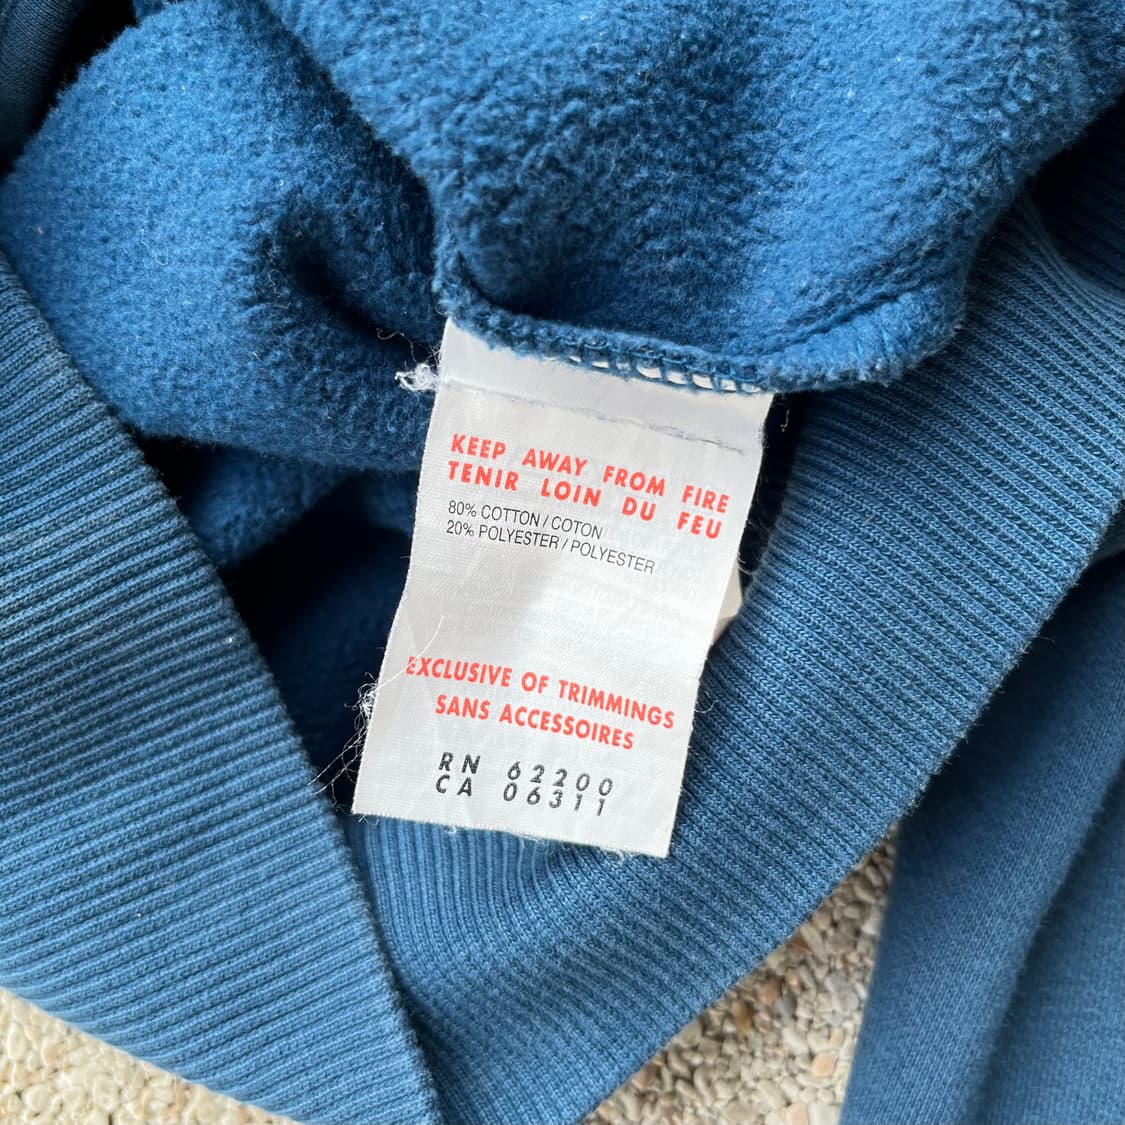 KEEP AWAY FROM FIRE
TENIR LOIN DU FEU
80% COTTON / COTON
20% POLYESTER / POLYESTER
EXCLUSIVE OF TRIMMINGS
SANS ACCESSOIRES
RN 62200
CA 06311